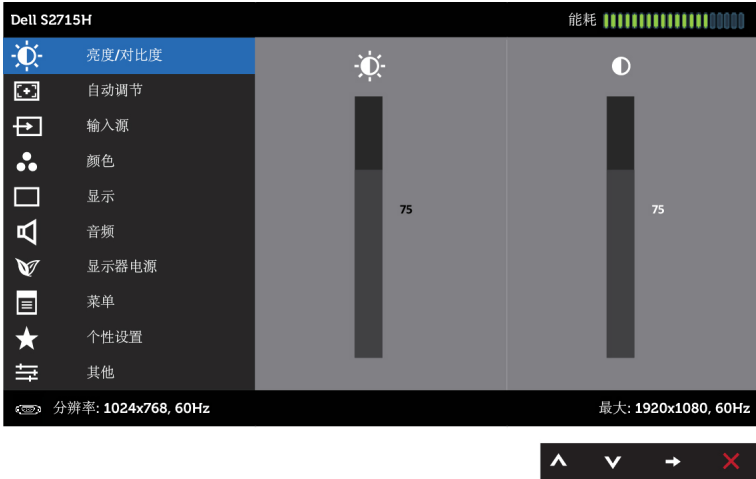 Dell S2715H
能耗
亮度/对比度
自动调节
输入源
颜色
显示
音频
显示器电源
菜单
个性设置
其他
75
75
分辨率: 1024x768, 60Hz
最大: 1920x1080, 60Hz